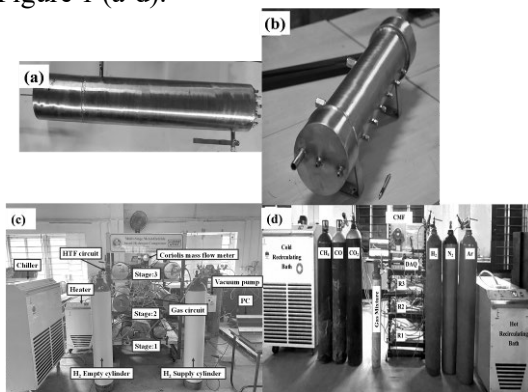 Figure 1 (a-d).
(a)
(b)
(c)
HTF circuit
Coriolis mass flow meter
Chiller
Heater
Stage:3
Vacuum pump
Gas circuit
PC
Stage:2
Stage:1
H₂ Empty cylinder
H₂ Supply cylinder
(d)
CMF
Cold
Recirculating
Bath
CH₄
CO
CO₂
H₂
N₂
Ar
DAQ
Gas Mixture
R3
R2
R1
Hot
Recirculating
Bath